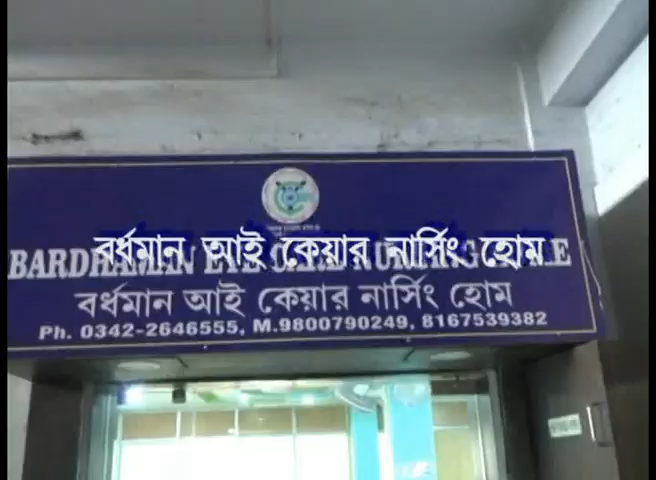 বর্ধমান আই কেয়ার নার্সিং হোম
BARDHAMAN EYE CARE NURSING HOME
বর্ধমান আই কেয়ার নার্সিং হোম
Ph. 0342-2646555, M.9800790249, 8167539382